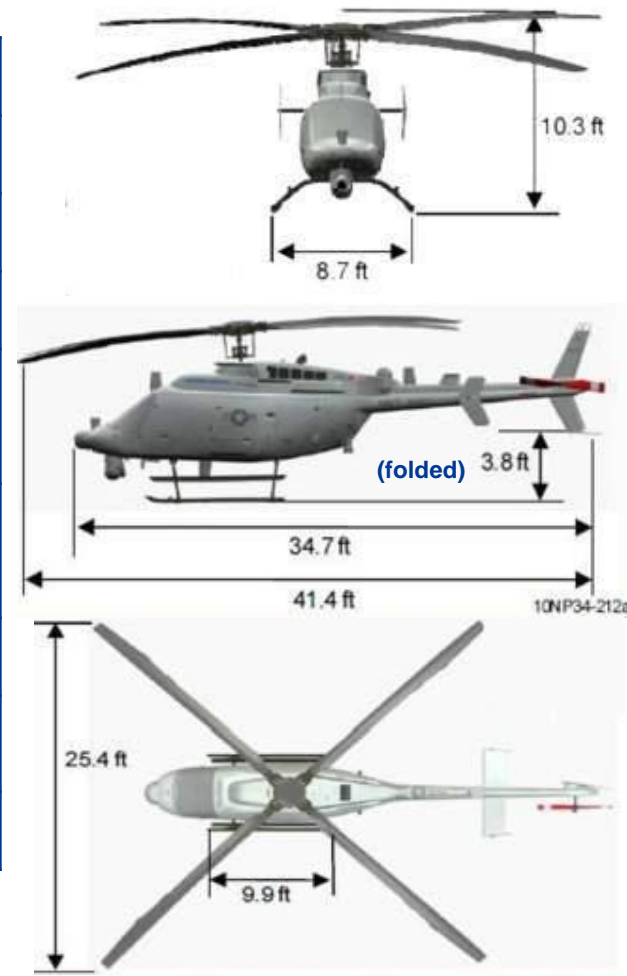 10.3 ft
8.7 ft
(folded)
3.8 ft
34.7 ft
41.4 ft
10NP34-212a
25.4 ft
9.9 ft